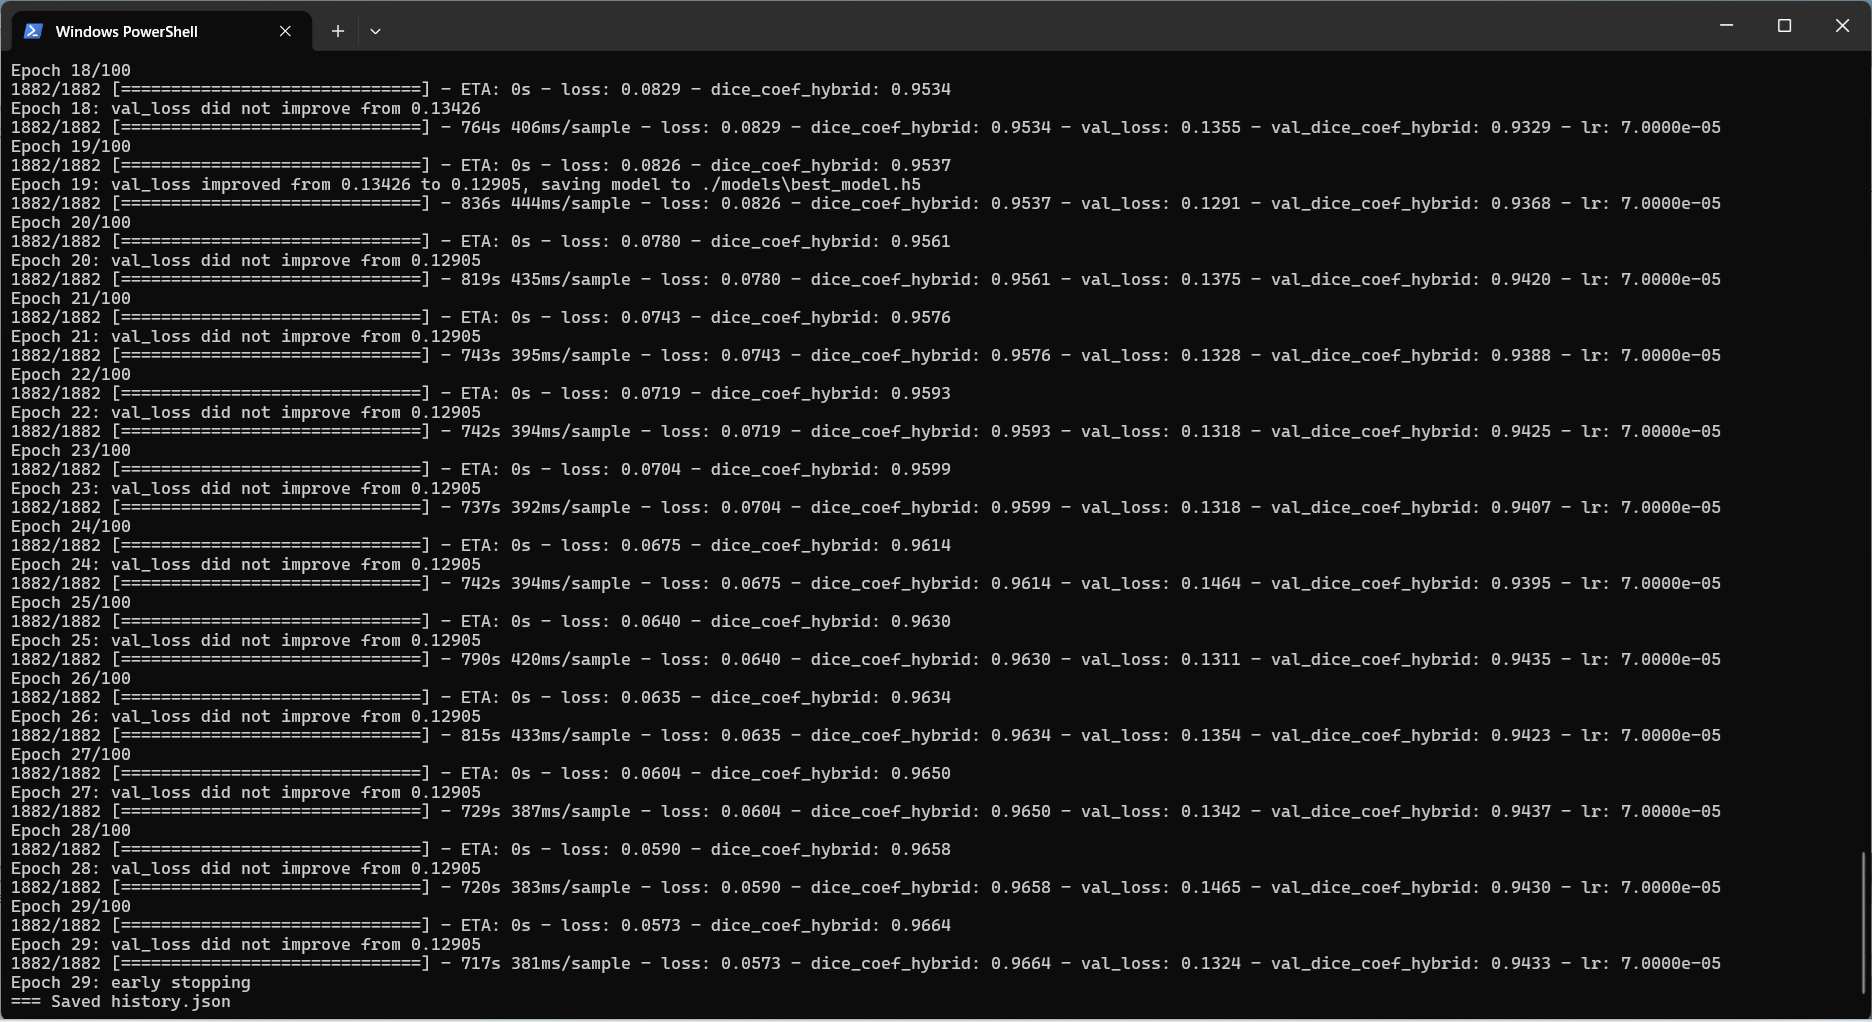 Windows PowerShell
Epoch 18/100
1882/1882 [==============================] - ETA: 0s - loss: 0.0829 - dice_coef_hybrid: 0.9534
Epoch 18: val_loss did not improve from 0.13426
1882/1882 [==============================] - 764s 406ms/sample - loss: 0.0829 - dice_coef_hybrid: 0.9534 - val_loss: 0.1355 - val_dice_coef_hybrid: 0.9329 - lr: 7.0000e-05
Epoch 19/100
1882/1882 [==============================] - ETA: 0s - loss: 0.0826 - dice_coef_hybrid: 0.9537
Epoch 19: val_loss improved from 0.13426 to 0.12905, saving model to ./models\best_model.h5
1882/1882 [==============================] - 836s 444ms/sample - loss: 0.0826 - dice_coef_hybrid: 0.9537 - val_loss: 0.1291 - val_dice_coef_hybrid: 0.9368 - lr: 7.0000e-05
Epoch 20/100
1882/1882 [==============================] - ETA: 0s - loss: 0.0780 - dice_coef_hybrid: 0.9561
Epoch 20: val_loss did not improve from 0.12905
1882/1882 [==============================] - 819s 435ms/sample - loss: 0.0780 - dice_coef_hybrid: 0.9561 - val_loss: 0.1375 - val_dice_coef_hybrid: 0.9420 - lr: 7.0000e-05
Epoch 21/100
1882/1882 [==============================] - ETA: 0s - loss: 0.0743 - dice_coef_hybrid: 0.9576
Epoch 21: val_loss did not improve from 0.12905
1882/1882 [==============================] - 743s 395ms/sample - loss: 0.0743 - dice_coef_hybrid: 0.9576 - val_loss: 0.1328 - val_dice_coef_hybrid: 0.9388 - lr: 7.0000e-05
Epoch 22/100
1882/1882 [==============================] - ETA: 0s - loss: 0.0719 - dice_coef_hybrid: 0.9593
Epoch 22: val_loss did not improve from 0.12905
1882/1882 [==============================] - 742s 394ms/sample - loss: 0.0719 - dice_coef_hybrid: 0.9593 - val_loss: 0.1318 - val_dice_coef_hybrid: 0.9425 - lr: 7.0000e-05
Epoch 23/100
1882/1882 [==============================] - ETA: 0s - loss: 0.0704 - dice_coef_hybrid: 0.9599
Epoch 23: val_loss did not improve from 0.12905
1882/1882 [==============================] - 737s 392ms/sample - loss: 0.0704 - dice_coef_hybrid: 0.9599 - val_loss: 0.1318 - val_dice_coef_hybrid: 0.9407 - lr: 7.0000e-05
Epoch 24/100
1882/1882 [==============================] - ETA: 0s - loss: 0.0675 - dice_coef_hybrid: 0.9614
Epoch 24: val_loss did not improve from 0.12905
1882/1882 [==============================] - 742s 394ms/sample - loss: 0.0675 - dice_coef_hybrid: 0.9614 - val_loss: 0.1464 - val_dice_coef_hybrid: 0.9395 - lr: 7.0000e-05
Epoch 25/100
1882/1882 [==============================] - ETA: 0s - loss: 0.0640 - dice_coef_hybrid: 0.9630
Epoch 25: val_loss did not improve from 0.12905
1882/1882 [==============================] - 790s 420ms/sample - loss: 0.0640 - dice_coef_hybrid: 0.9630 - val_loss: 0.1311 - val_dice_coef_hybrid: 0.9435 - lr: 7.0000e-05
Epoch 26/100
1882/1882 [==============================] - ETA: 0s - loss: 0.0635 - dice_coef_hybrid: 0.9634
Epoch 26: val_loss did not improve from 0.12905
1882/1882 [==============================] - 815s 433ms/sample - loss: 0.0635 - dice_coef_hybrid: 0.9634 - val_loss: 0.1354 - val_dice_coef_hybrid: 0.9423 - lr: 7.0000e-05
Epoch 27/100
1882/1882 [==============================] - ETA: 0s - loss: 0.0604 - dice_coef_hybrid: 0.9650
Epoch 27: val_loss did not improve from 0.12905
1882/1882 [==============================] - 729s 387ms/sample - loss: 0.0604 - dice_coef_hybrid: 0.9650 - val_loss: 0.1342 - val_dice_coef_hybrid: 0.9437 - lr: 7.0000e-05
Epoch 28/100
1882/1882 [==============================] - ETA: 0s - loss: 0.0590 - dice_coef_hybrid: 0.9658
Epoch 28: val_loss did not improve from 0.12905
1882/1882 [==============================] - 720s 383ms/sample - loss: 0.0590 - dice_coef_hybrid: 0.9658 - val_loss: 0.1465 - val_dice_coef_hybrid: 0.9430 - lr: 7.0000e-05
Epoch 29/100
1882/1882 [==============================] - ETA: 0s - loss: 0.0573 - dice_coef_hybrid: 0.9664
Epoch 29: val_loss did not improve from 0.12905
1882/1882 [==============================] - 717s 381ms/sample - loss: 0.0573 - dice_coef_hybrid: 0.9664 - val_loss: 0.1324 - val_dice_coef_hybrid: 0.9433 - lr: 7.0000e-05
Epoch 29: early stopping
=== Saved history.json